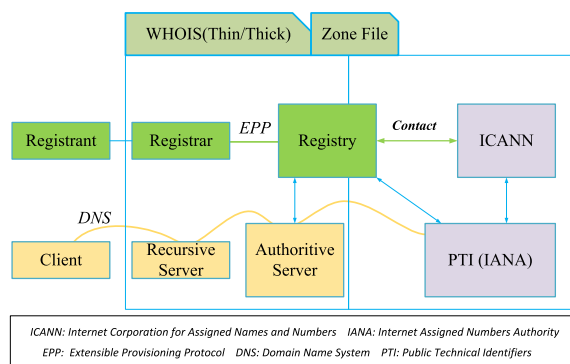 WHOIS(Thin/Thick) Zone File
EPP
Contact
Registrant Registrar Registry ICANN
DNS
Client Recursive Server Authoritive Server PTI (IANA)
ICANN: Internet Corporation for Assigned Names and Numbers IANA: Internet Assigned Numbers Authority
EPP: Extensible Provisioning Protocol DNS: Domain Name System PTI: Public Technical Identifiers